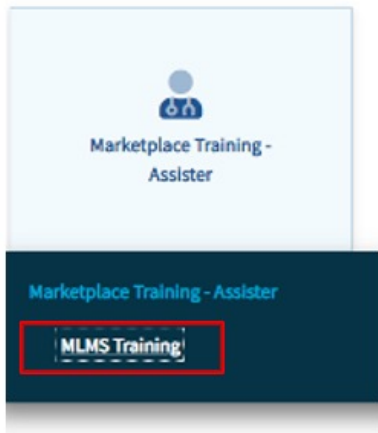 Marketplace Training -
Assister
Marketplace Training - Assister
MLMS Training